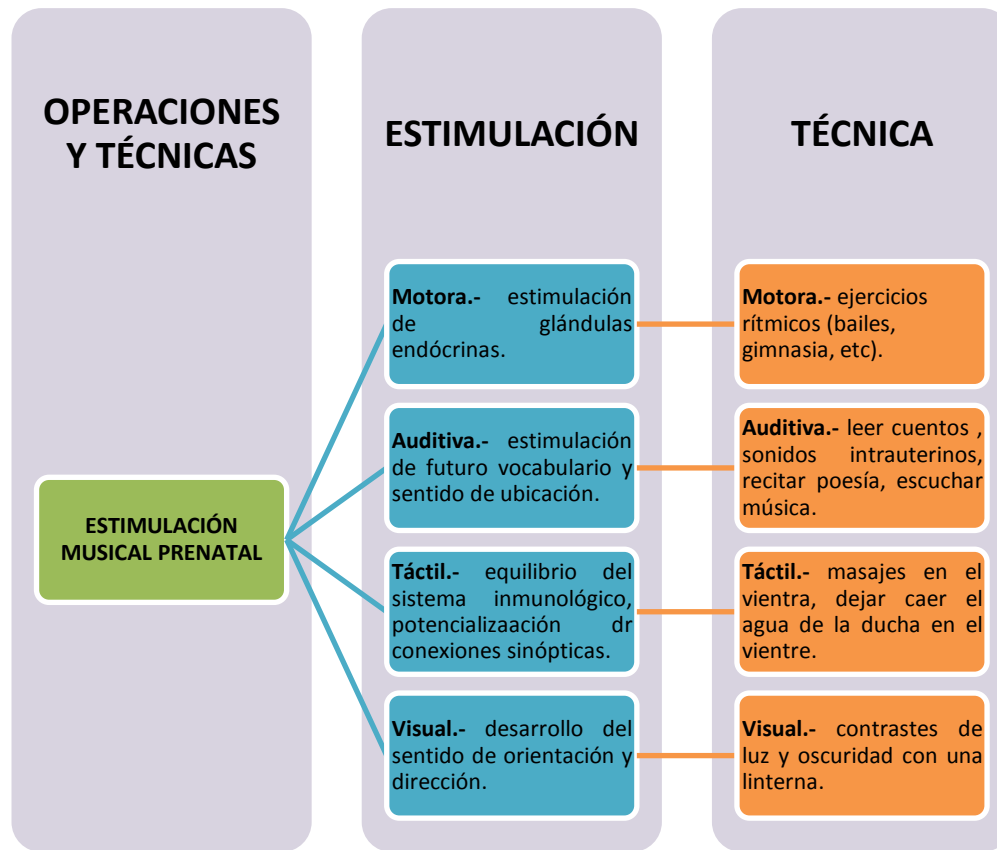 OPERACIONES
Y TÉCNICAS
ESTIMULACIÓN
TÉCNICA
ESTIMULACIÓN
MUSICAL PRENATAL
Motora.- estimulación
de glándulas
endócrinas.
Motora.- ejercicios
rítmicos (bailes,
gimnasia, etc).
Auditiva.- estimulación
de futuro vocabulario y
sentido de ubicación.
Auditiva.- leer cuentos ,
sonidos intrauterinos,
recitar poesía, escuchar
música.
Táctil.- equilibrio del
sistema inmunológico,
potencializaación dr
conexiones sinópticas.
Táctil.- masajes en el
vientra, dejar caer el
agua de la ducha en el
vientre.
Visual.- desarrollo del
sentido de orientación y
dirección.
Visual.- contrastes de
luz y oscuridad con una
linterna.